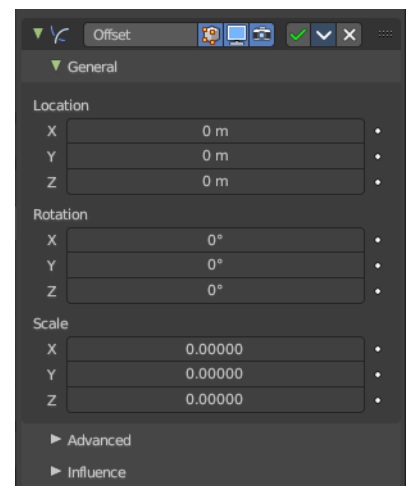 Offset
General
Location
X 0 m
Y 0 m
Z 0 m
Rotation
X 0°
Y 0°
Z 0°
Scale
X 0.00000
Y 0.00000
Z 0.00000
Advanced
Influence